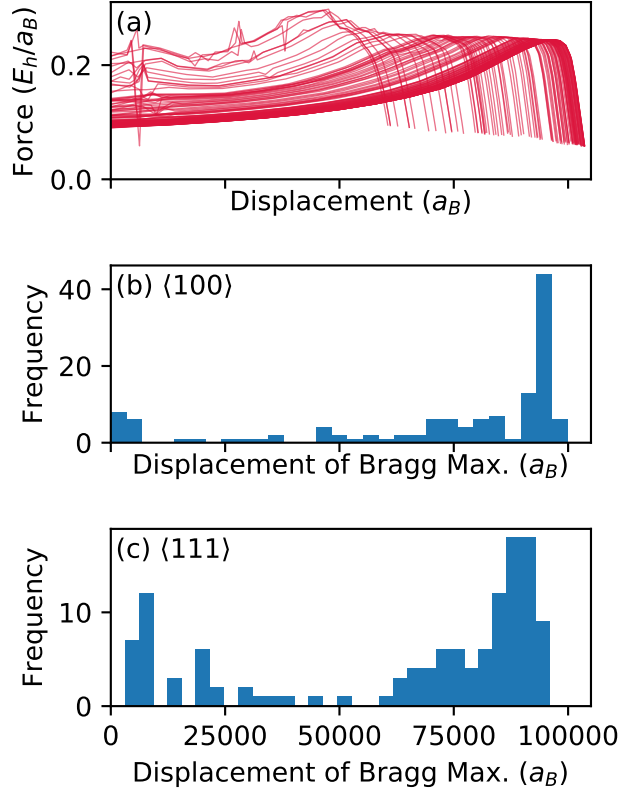 (a)
0.2
0.0
Force (E_h/a_B)
Displacement (a_B)
(b) ⟨100⟩
40
20
0
Frequency
Displacement of Bragg Max. (a_B)
(c) ⟨111⟩
10
0
Frequency
0 25000 50000 75000 100000
Displacement of Bragg Max. (a_B)